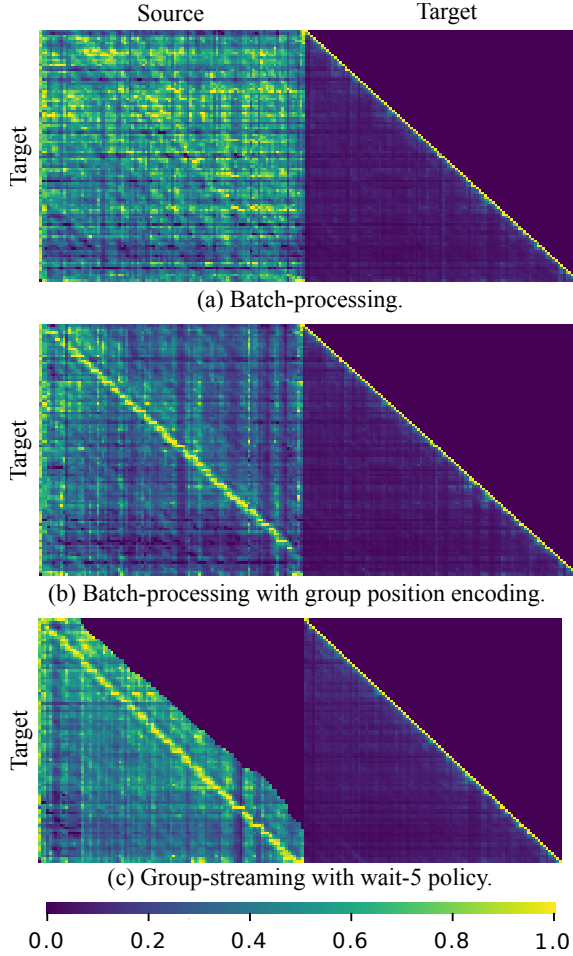 Source Target
Target
(a) Batch-processing.
Target
(b) Batch-processing with group position encoding.
Target
(c) Group-streaming with wait-5 policy.
0.0 0.2 0.4 0.6 0.8 1.0